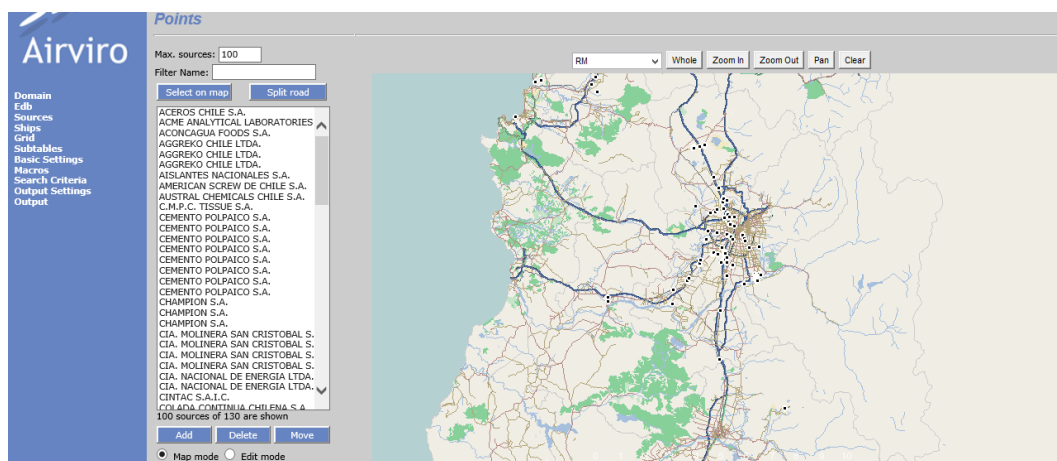 Airviro
Domain
Edb
Sources
Ships
Grid
Subtables
Basic Settings
Macros
Search Criteria
Output Settings
Output
Points
Max. sources: 100
Filter Name:
Select on map Split road
ACEROS CHILE S.A.
ACME ANALYTICAL LABORATORIES
ACONCAGUA FOODS S.A.
AGGREKO CHILE LTDA.
AGGREKO CHILE LTDA.
AGGREKO CHILE LTDA.
AISLANTES NACIONALES S.A.
AMERICAN SCREW DE CHILE S.A.
AUSTRAL CHEMICALS CHILE S.A.
C.M.P.C. TISSUE S.A.
CEMENTO POLPAICO S.A.
CEMENTO POLPAICO S.A.
CEMENTO POLPAICO S.A.
CEMENTO POLPAICO S.A.
CEMENTO POLPAICO S.A.
CEMENTO POLPAICO S.A.
CEMENTO POLPAICO S.A.
CHAMPION S.A.
CHAMPION S.A.
CHAMPION S.A.
CIA. MOLINERA SAN CRISTOBAL S.
CIA. MOLINERA SAN CRISTOBAL S.
CIA. MOLINERA SAN CRISTOBAL S.
CIA. MOLINERA SAN CRISTOBAL S.
CIA. NACIONAL DE ENERGIA LTDA.
CIA. NACIONAL DE ENERGIA LTDA.
CINTAC S.A.I.C.
COLADA CONTINUA CHILENA S.A.
100 sources of 130 are shown
Add Delete Move
Map mode Edit mode
RM Whole Zoom In Zoom Out Pan Clear